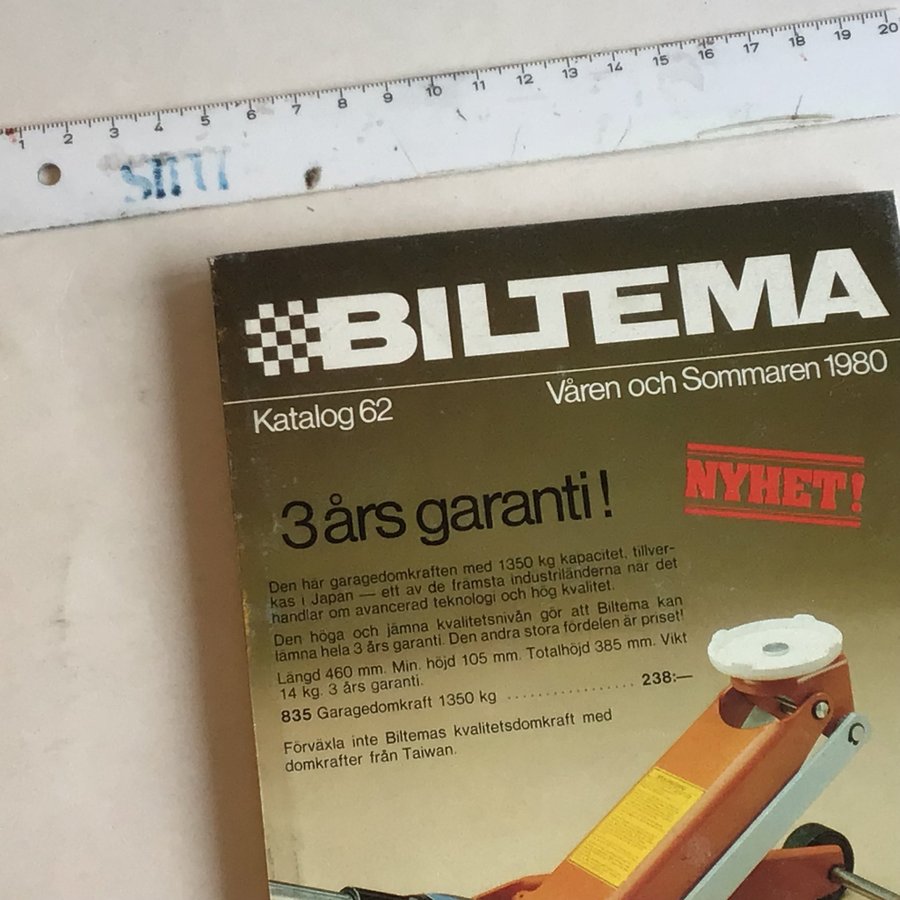 1 2 3 4 5 6 7 8 9 10 11 12 13 14 15 16 17 18 19 20
BILTEMA
Katalog 62
Våren och Sommaren 1980
NYHET!
3 års garanti!
Den här garagedomkraften med 1350 kg kapacitet, tillver-
kas i Japan — ett av de främsta industriländerna när det
handlar om avancerad teknologi och hög kvalitet.
Den höga och jämna kvalitetsnivån gör att Biltema kan
lämna hela 3 års garanti. Den andra stora fördelen är priset!
Längd 460 mm. Min. höjd 105 mm. Totalhöjd 385 mm. Vikt
14 kg. 3 års garanti.
835 Garagedomkraft 1350 kg ................. 238:—
Förväxla inte Biltemas kvalitetsdomkraft med
domkrafter från Taiwan.